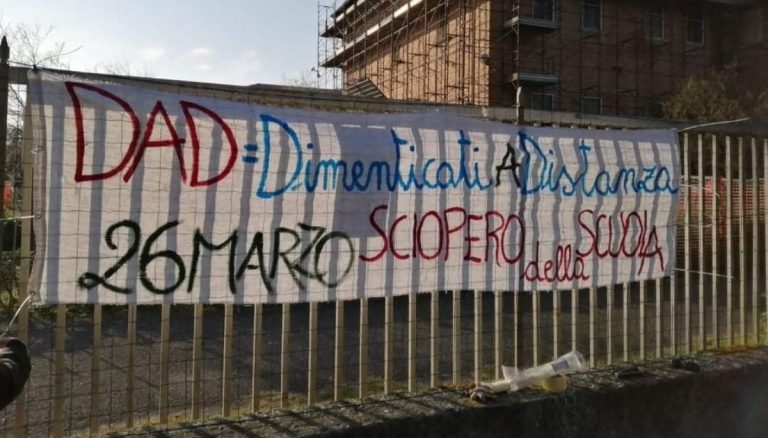 DAD = Dimenticati A Distanza
26 MARZO SCIOPERO della SCUOLA